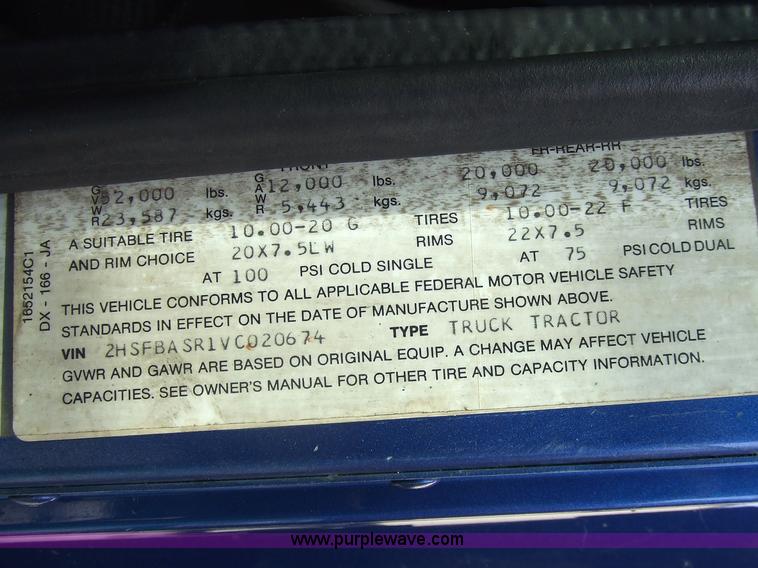 FRONT FR-REAR-RR
GVWR 52,000 lbs. GAWR 12,000 lbs. 20,000 20,000 lbs.
23,587 kgs. 5,443 kgs. 9,072 9,072 kgs.
A SUITABLE TIRE 10.00-20 G TIRES 10.00-22 F TIRES
AND RIM CHOICE 20X7.5LW RIMS 22X7.5 RIMS
AT 100 PSI COLD SINGLE AT 75 PSI COLD DUAL
THIS VEHICLE CONFORMS TO ALL APPLICABLE FEDERAL MOTOR VEHICLE SAFETY
STANDARDS IN EFFECT ON THE DATE OF MANUFACTURE SHOWN ABOVE.
VIN 2HSFBASR1VC020674 TYPE TRUCK TRACTOR
GVWR AND GAWR ARE BASED ON ORIGINAL EQUIP. A CHANGE MAY AFFECT VEHICLE
CAPACITIES. SEE OWNER'S MANUAL FOR OTHER TIRE AND CAPACITY INFORMATION.
1652154C1
DX - 166 - JA
www.purplewave.com